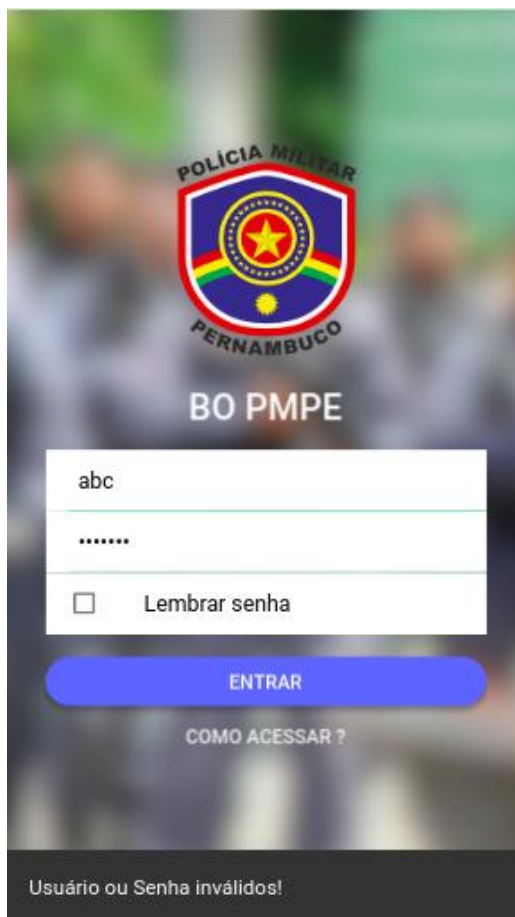 POLÍCIA MILITAR
PERNAMBUCO
BO PMPE
abc
•••••••
Lembrar senha
ENTRAR
COMO ACESSAR ?
Usuário ou Senha inválidos!